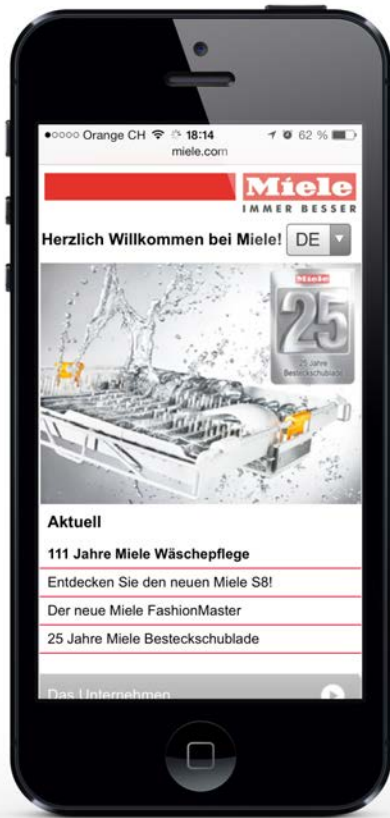 ●○○○○ Orange CH 18:14 62 %
miele.com
Miele
IMMER BESSER
Herzlich Willkommen bei Miele! DE
Miele
25
25 Jahre
Besteckschublade
Aktuell
111 Jahre Miele Wäschepflege
Entdecken Sie den neuen Miele S8!
Der neue Miele FashionMaster
25 Jahre Miele Besteckschublade
Das Unternehmen